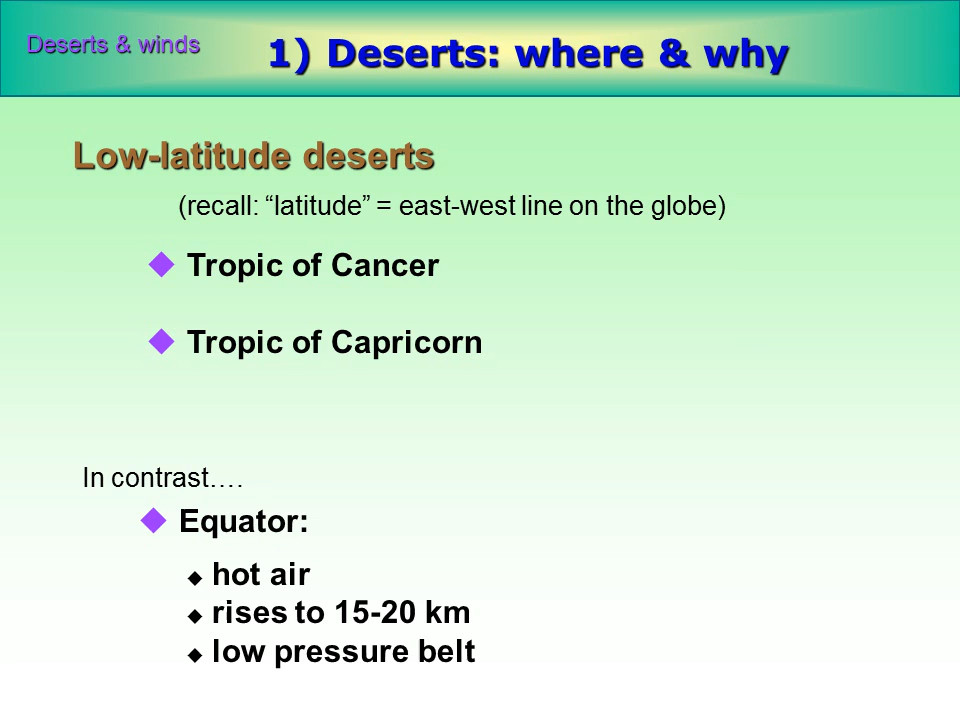 Deserts & winds
1) Deserts: where & why
Low-latitude deserts
(recall: “latitude” = east-west line on the globe)
Tropic of Cancer
Tropic of Capricorn
In contrast….
Equator:
hot air
rises to 15-20 km
low pressure belt